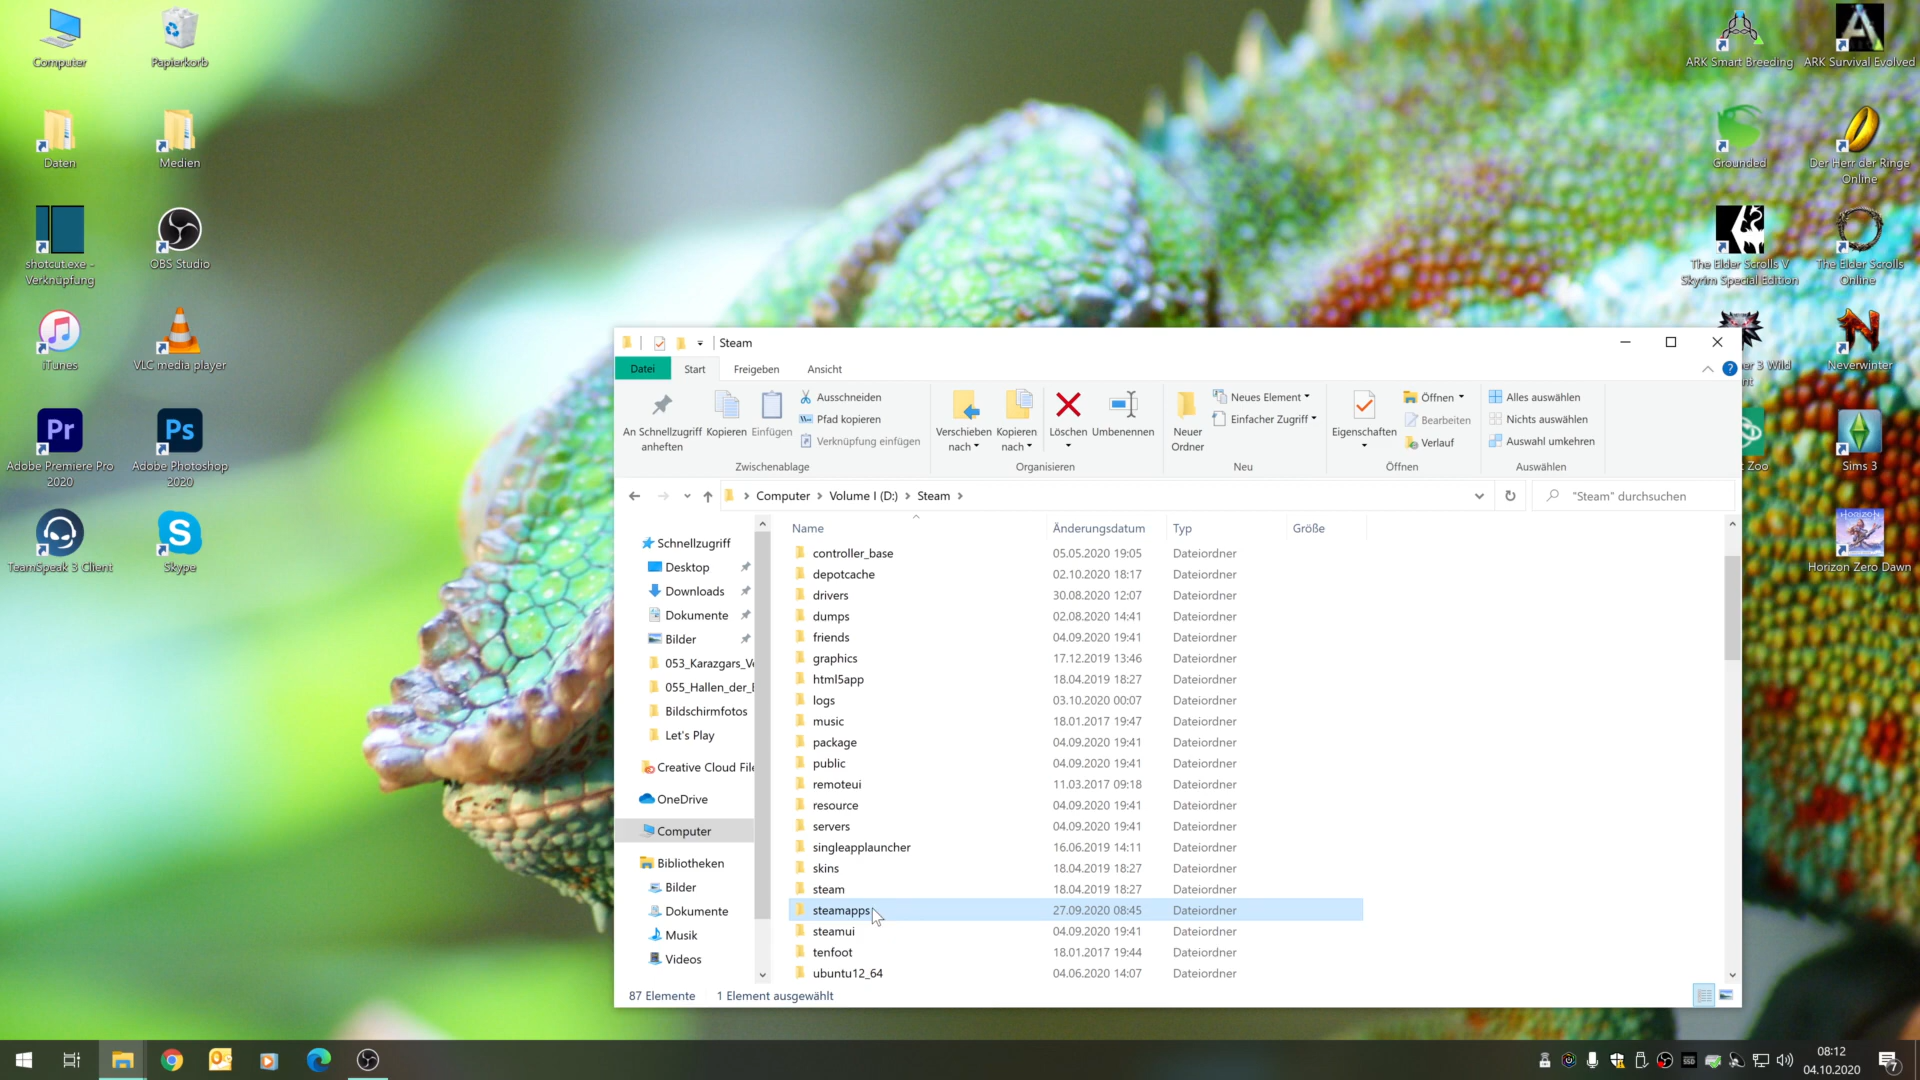 Computer
Papierkorb
Daten
Medien
shotcut.exe -
Verknüpfung
OBS Studio
iTunes
VLC media player
Pr
Ps
Adobe Premiere Pro
2020
Adobe Photoshop
2020
TeamSpeak 3 Client
Skype
ARK Smart Breeding
ARK Survival Evolved
Grounded
Der Herr der Ringe
Online
The Elder Scrolls V
Skyrim Special Edition
The Elder Scrolls
Online
er 3 Wild
nt
Neverwinter
Zoo
Sims 3
HORIZON
Horizon Zero Dawn
Steam
Datei
Start
Freigeben
Ansicht
An Schnellzugriff
anheften
Kopieren
Einfügen
Ausschneiden
Pfad kopieren
Verknüpfung einfügen
Zwischenablage
Verschieben
nach
Kopieren
nach
Löschen
Umbenennen
Organisieren
Neuer
Ordner
Neues Element
Einfacher Zugriff
Neu
Eigenschaften
Öffnen
Bearbeiten
Verlauf
Öffnen
Alles auswählen
Nichts auswählen
Auswahl umkehren
Auswählen
Computer
Volume I (D:)
Steam
"Steam" durchsuchen
Schnellzugriff
Desktop
Downloads
Dokumente
Bilder
053_Karazgars_V
055_Hallen_der_
Bildschirmfotos
Let's Play
Creative Cloud File
OneDrive
Computer
Bibliotheken
Bilder
Dokumente
Musik
Videos
Name Änderungsdatum Typ Größe
controller_base 05.05.2020 19:05 Dateiordner
depotcache 02.10.2020 18:17 Dateiordner
drivers 30.08.2020 12:07 Dateiordner
dumps 02.08.2020 14:41 Dateiordner
friends 04.09.2020 19:41 Dateiordner
graphics 17.12.2019 13:46 Dateiordner
html5app 18.04.2019 18:27 Dateiordner
logs 03.10.2020 00:07 Dateiordner
music 18.01.2017 19:47 Dateiordner
package 04.09.2020 19:41 Dateiordner
public 04.09.2020 19:41 Dateiordner
remoteui 11.03.2017 09:18 Dateiordner
resource 04.09.2020 19:41 Dateiordner
servers 04.09.2020 19:41 Dateiordner
singleapplauncher 16.06.2019 14:11 Dateiordner
skins 18.04.2019 18:27 Dateiordner
steam 18.04.2019 18:27 Dateiordner
steamapps 27.09.2020 08:45 Dateiordner
steamui 04.09.2020 19:41 Dateiordner
tenfoot 18.01.2017 19:44 Dateiordner
ubuntu12_64 04.06.2020 14:07 Dateiordner
87 Elemente 1 Element ausgewählt
SSD
08:12
04.10.2020
7